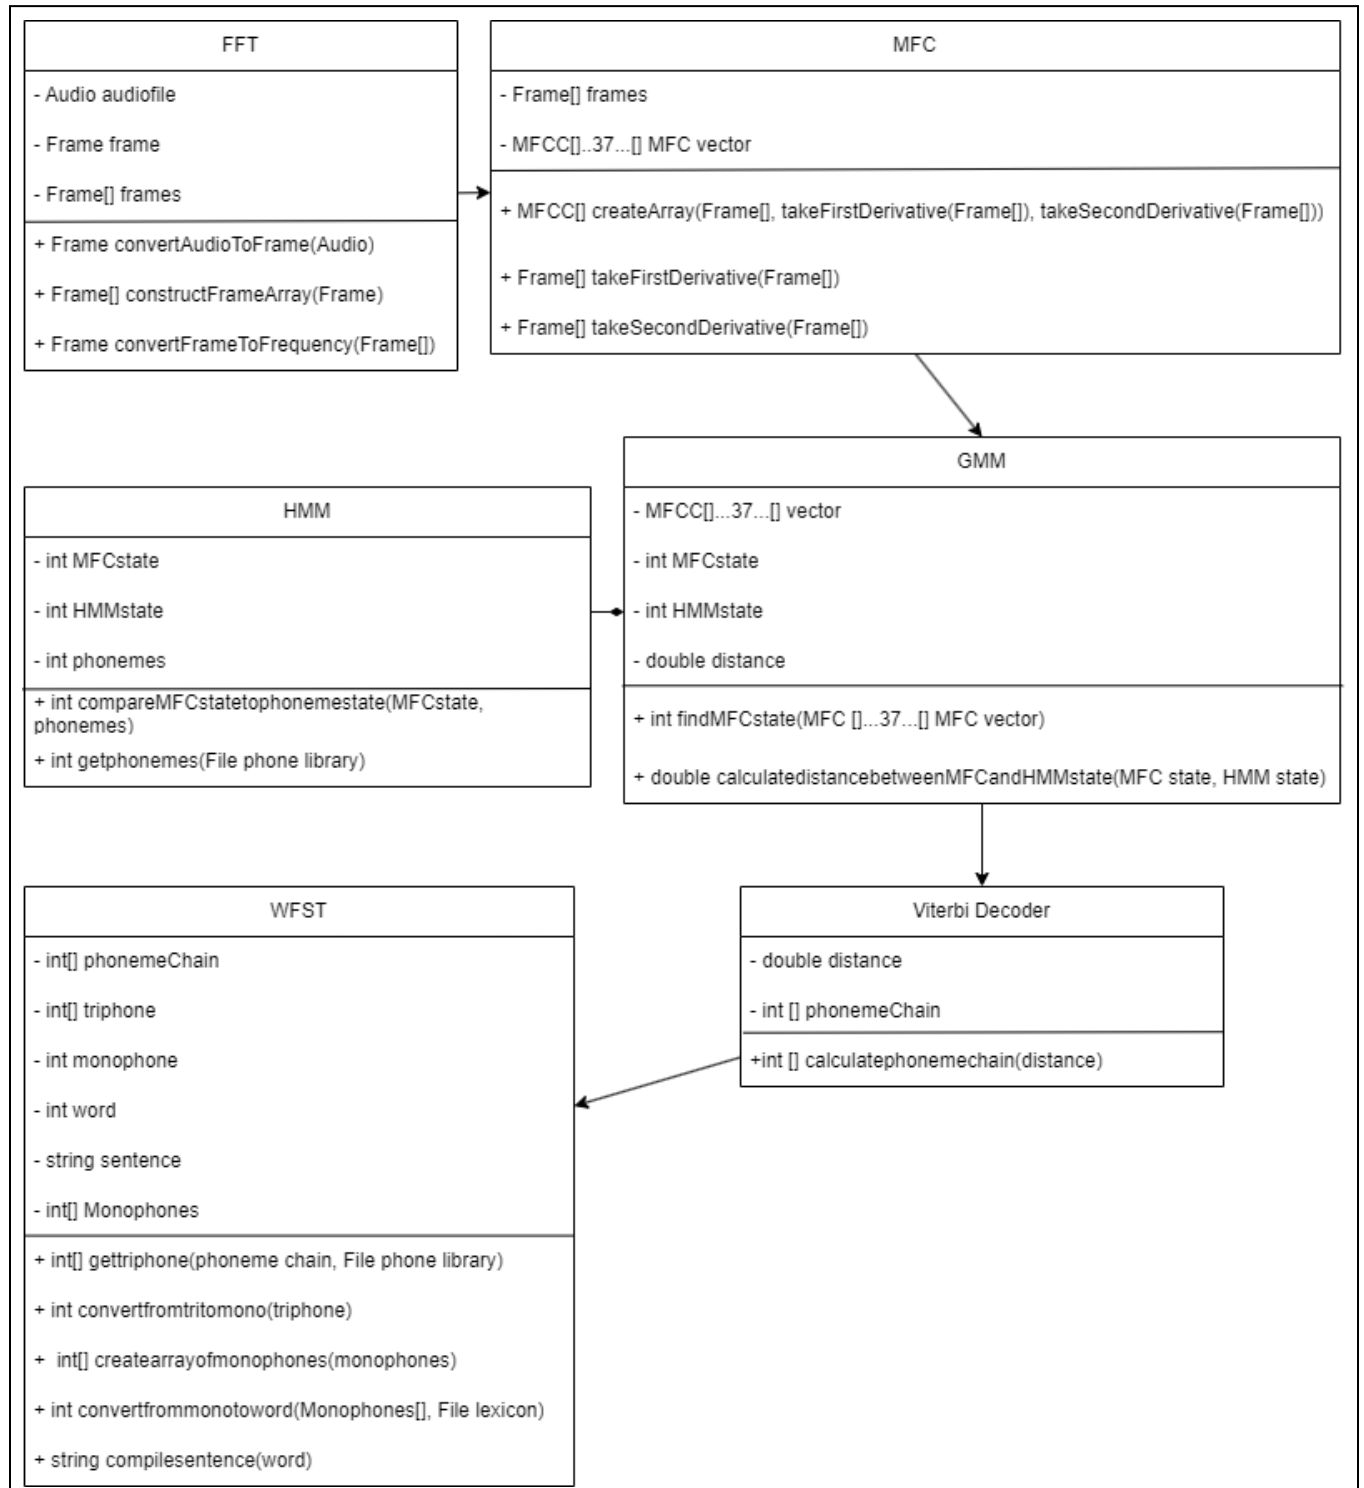 FFT
- Audio audiofile
- Frame frame
- Frame[] frames
+ Frame convertAudioToFrame(Audio)
+ Frame[] constructFrameArray(Frame)
+ Frame convertFrameToFrequency(Frame[])
MFC
- Frame[] frames
- MFCC[]..37...[] MFC vector
+ MFCC[] createArray(Frame[], takeFirstDerivative(Frame[]), takeSecondDerivative(Frame[]))
+ Frame[] takeFirstDerivative(Frame[])
+ Frame[] takeSecondDerivative(Frame[])
HMM
- int MFCstate
- int HMMstate
- int phonemes
+ int compareMFCstatetophonemestate(MFCstate,
phonemes)
+ int getphonemes(File phone library)
GMM
- MFCC[]...37...[] vector
- int MFCstate
- int HMMstate
- double distance
+ int findMFCstate(MFC []...37...[] MFC vector)
+ double calculatedistancebetweenMFCandHMMstate(MFC state, HMM state)
WFST
- int[] phonemeChain
- int[] triphone
- int monophone
- int word
- string sentence
- int[] Monophones
+ int[] gettriphone(phoneme chain, File phone library)
+ int convertfromtritomono(triphone)
+  int[] createarrayofmonophones(monophones)
+ int convertfrommonotoword(Monophones[], File lexicon)
+ string compilesentence(word)
Viterbi Decoder
- double distance
- int [] phonemeChain
+int [] calculatephonemechain(distance)